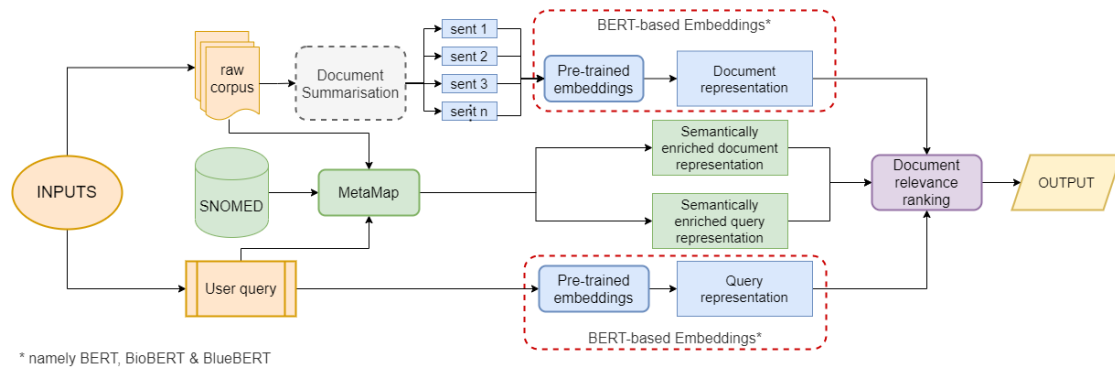 BERT-based Embeddings*
sent 1
sent 2
sent 3
sent n
raw
corpus
Document
Summarisation
Pre-trained
embeddings
Document
representation
INPUTS
SNOMED
MetaMap
Semantically
enriched document
representation
Semantically
enriched query
representation
Document
relevance
ranking
OUTPUT
User query
Pre-trained
embeddings
Query
representation
BERT-based Embeddings*
* namely BERT, BioBERT & BlueBERT